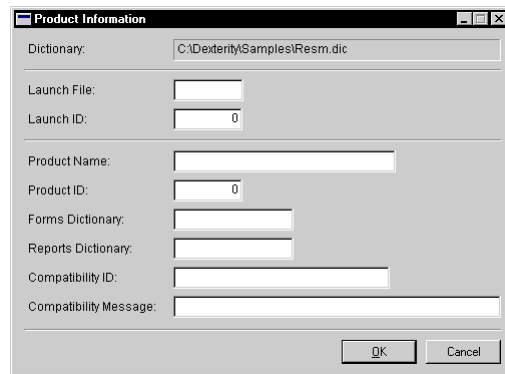 Product Information
Dictionary: C:\Dexterity\Samples\Resm.dic
Launch File:
Launch ID: 0
Product Name:
Product ID: 0
Forms Dictionary:
Reports Dictionary:
Compatibility ID:
Compatibility Message:
OK Cancel